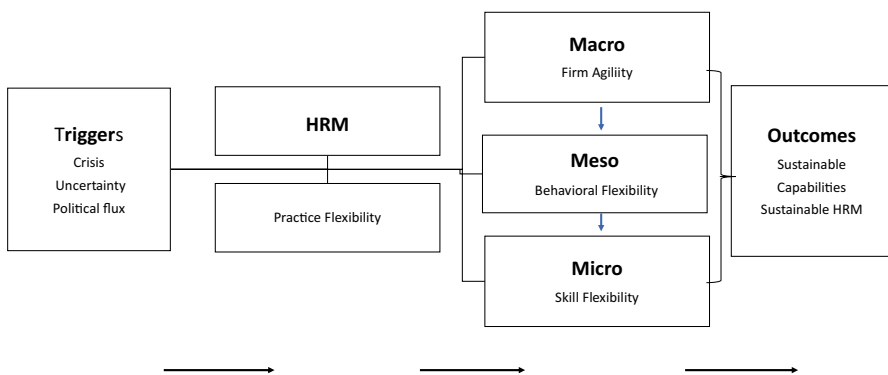 Triggers
Crisis
Uncertainty
Political flux
HRM
Practice Flexibility
Macro
Firm Agiliity
Meso
Behavioral Flexibility
Micro
Skill Flexibility
Outcomes
Sustainable
Capabilities
Sustainable HRM